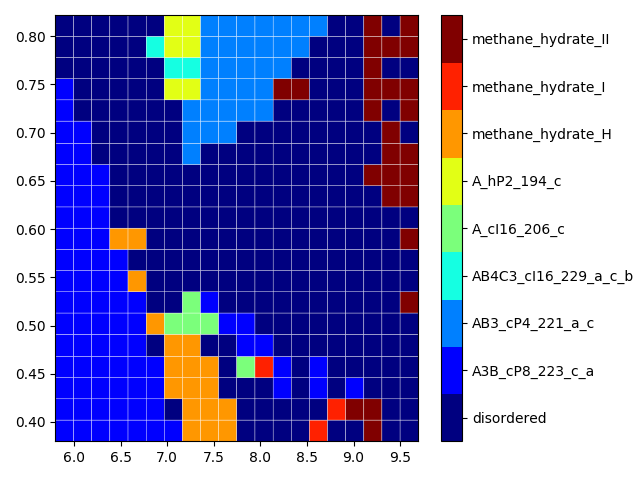 0.80
0.75
0.70
0.65
0.60
0.55
0.50
0.45
0.40
6.0 6.5 7.0 7.5 8.0 8.5 9.0 9.5
methane_hydrate_II
methane_hydrate_I
methane_hydrate_H
A_hP2_194_c
A_cI16_206_c
AB4C3_cI16_229_a_c_b
AB3_cP4_221_a_c
A3B_cP8_223_c_a
disordered